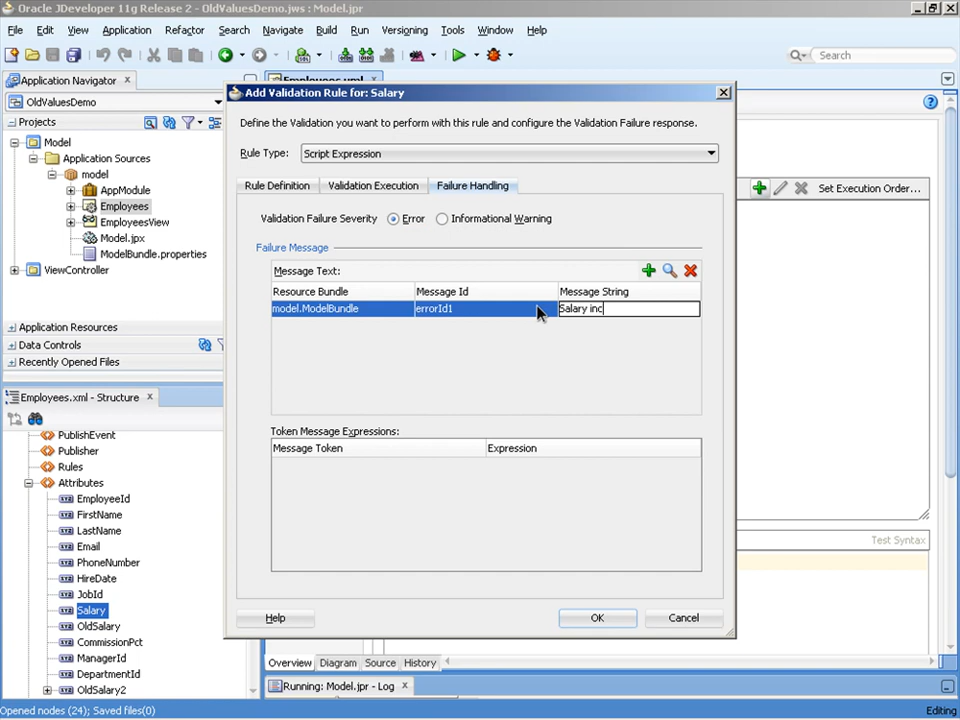 Oracle JDeveloper 11g Release 2 - OldValuesDemo.jws : Model.jpr
File Edit View Application Refactor Search Navigate Build Run Versioning Tools Window Help
Search
Application Navigator
Employees.xml
OldValuesDemo
Projects
Model
Application Sources
model
AppModule
Employees
EmployeesView
Model.jpx
ModelBundle.properties
ViewController
Application Resources
Data Controls
Recently Opened Files
Employees.xml - Structure
PublishEvent
Publisher
Rules
Attributes
EmployeeId
FirstName
LastName
Email
PhoneNumber
HireDate
JobId
Salary
OldSalary
CommissionPct
ManagerId
DepartmentId
OldSalary2
Add Validation Rule for: Salary
Define the Validation you want to perform with this rule and configure the Validation Failure response.
Rule Type: Script Expression
Rule Definition Validation Execution Failure Handling
Validation Failure Severity Error Informational Warning
Failure Message
Message Text:
Resource Bundle Message Id Message String
model.ModelBundle errorId1 Salary inc
Token Message Expressions:
Message Token Expression
Help OK Cancel
Set Execution Order...
Test Syntax
Overview Diagram Source History
Running: Model.jpr - Log
Opened nodes (24); Saved files(0)
Editing